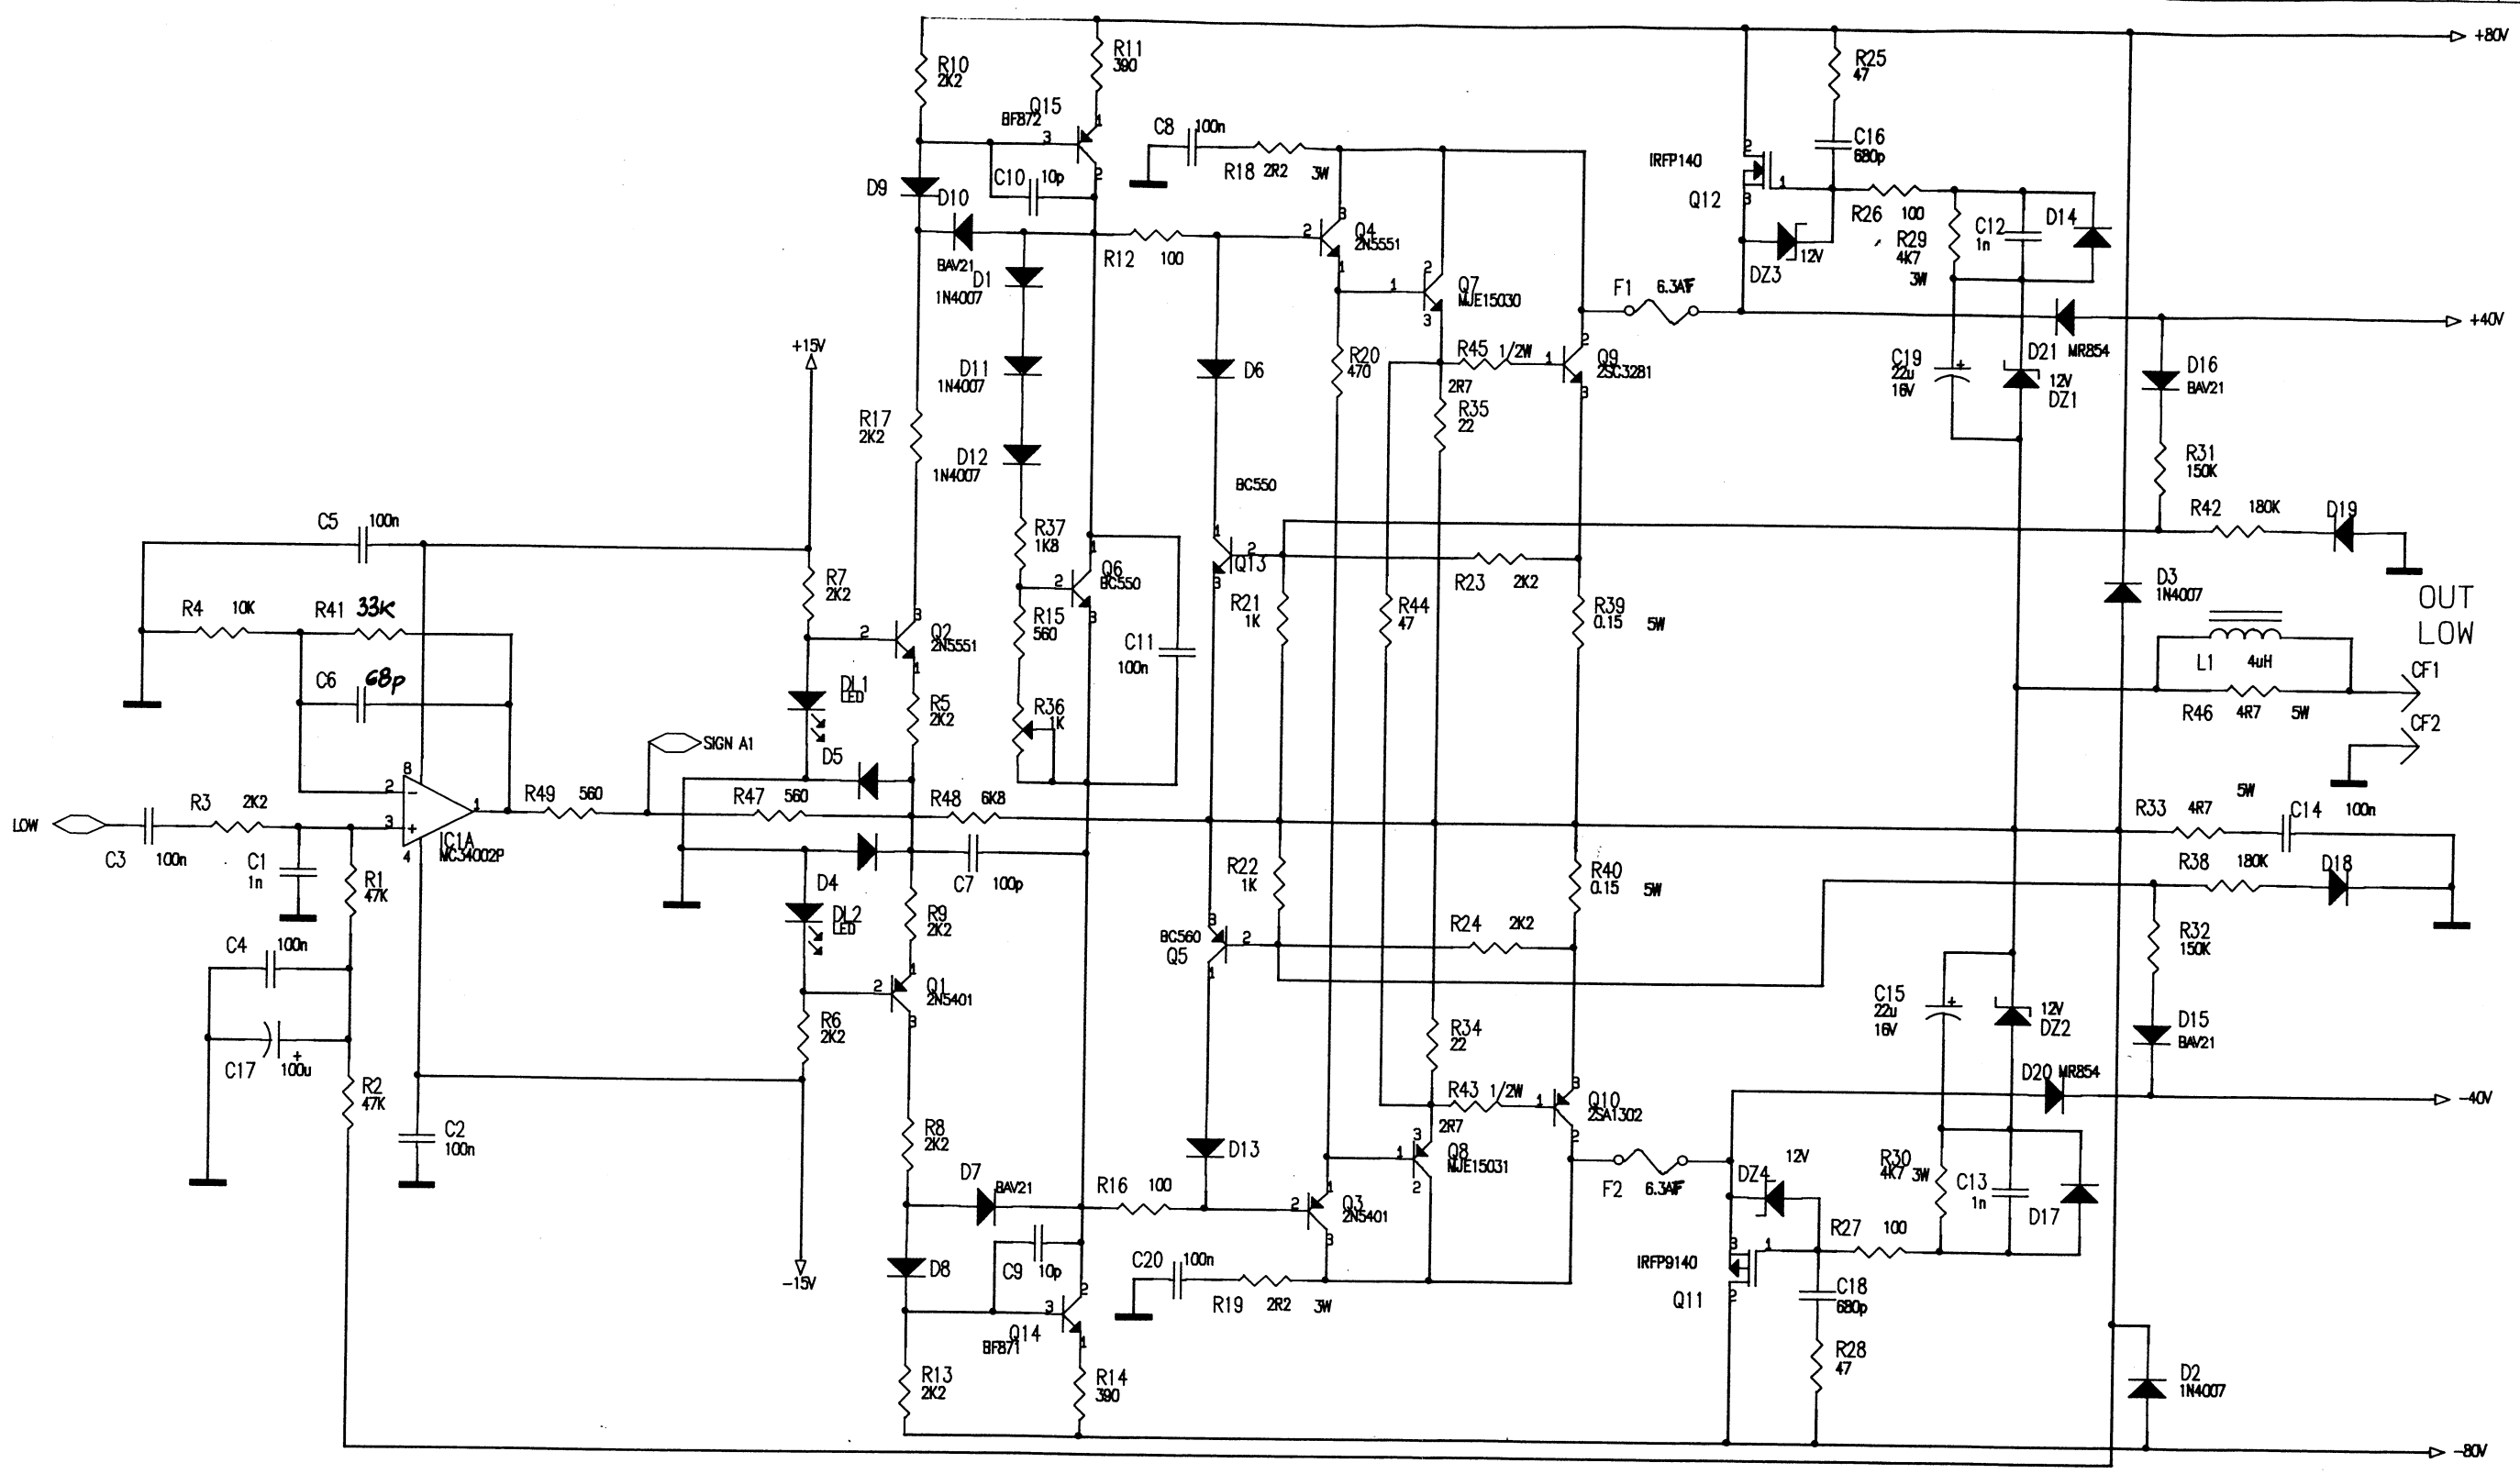 +80V
R10
2K2
R11
390
Q15
BF872
C10
10p
D9
D10
BAV21
D1
1N4007
D11
1N4007
D12
1N4007
R17
2K2
R12
100
C8
100n
R18
2R2
3W
Q4
2N5551
Q7
MJE15030
R20
470
R45
1/2W
2R7
Q9
2SC3281
R35
22
F1
6.3AF
IRFP140
Q12
R25
47
C16
680p
DZ3
12V
R26
100
R29
4K7
3W
C12
1n
D14
+40V
C19
22u
16V
D21
MR854
12V
DZ1
D16
BAV21
R31
150K
R42
180K
D19
D6
BC550
Q13
R23
2K2
R21
1K
R44
47
R39
0.15
5W
D3
1N4007
OUT
LOW
L1
4uH
CF1
R46
4R7
5W
CF2
+15V
C5
100n
R4
10K
R41
33K
C6
68p
R7
2K2
Q2
2N5551
DL1
LED
R5
2K2
D5
R37
1K8
Q6
BC550
R15
560
R36
1K
C11
100n
SIGN A1
LOW
C3
100n
R3
2K2
C1
1n
R1
47K
IC1A
MC34002P
R49
560
R47
560
R48
6K8
D4
C7
100p
R22
1K
R40
0.15
5W
R33
4R7
5W
C14
100n
R38
180K
D18
R32
150K
D15
BAV21
DL2
LED
R9
2K2
Q1
2N5401
R6
2K2
BC560
Q5
R24
2K2
C4
100n
C17
100u
R2
47K
C2
100n
-15V
R8
2K2
D7
BAV21
D8
C9
10p
Q14
BF871
R13
2K2
R14
390
R16
100
D13
R34
22
R43
1/2W
2R7
Q10
2SA1302
Q8
MJE15031
Q3
2N5401
C20
100n
R19
2R2
3W
F2
6.3AF
C15
22u
16V
12V
DZ2
D20
MR854
-40V
DZ4
12V
IRFP9140
Q11
R27
100
R30
4K7
3W
C13
1n
D17
C18
680p
R28
47
D2
1N4007
-80V